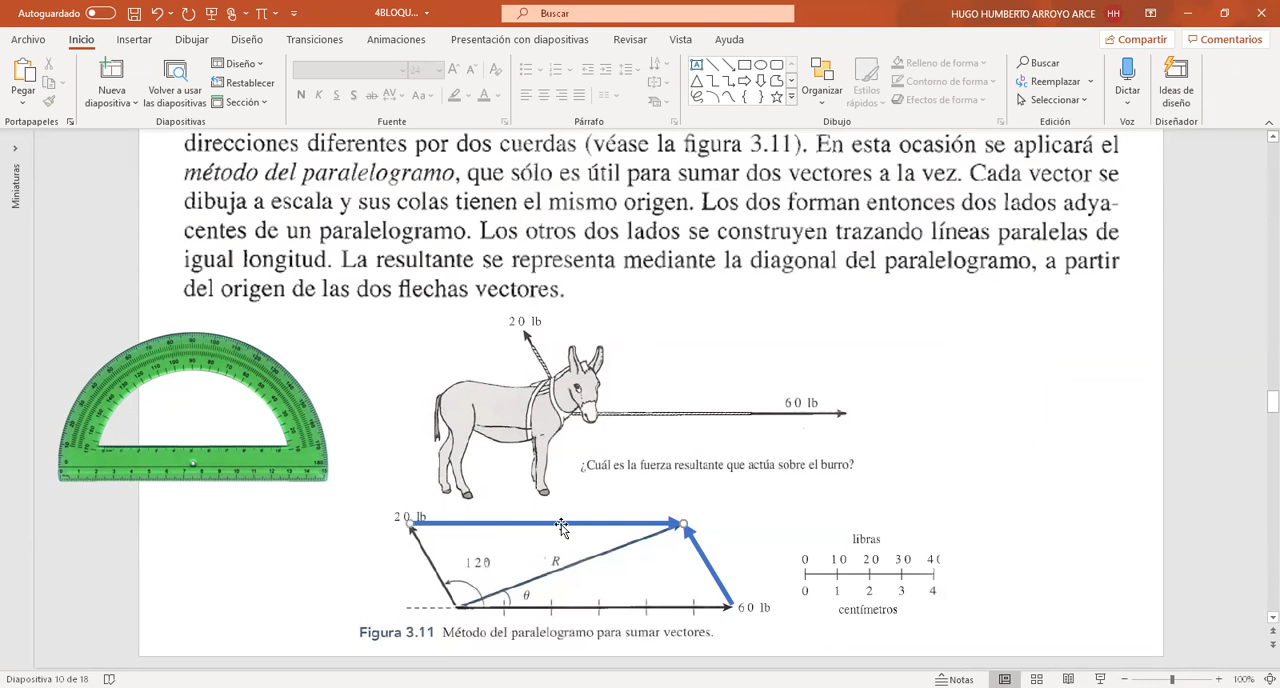 Autoguardado
4BLOQU...
Buscar
HUGO HUMBERTO ARROYO ARCE
HH
Archivo
Inicio
Insertar
Dibujar
Diseño
Transiciones
Animaciones
Presentación con diapositivas
Revisar
Vista
Ayuda
Compartir
Comentarios
Pegar
Nueva diapositiva
Volver a usar las diapositivas
Diseño
Restablecer
Sección
24
N K S S ab AV Aa A
Organizar
Estilos rápidos
Relleno de forma
Contorno de forma
Efectos de forma
Buscar
Reemplazar
Seleccionar
Dictar
Ideas de diseño
Portapapeles
Diapositivas
Fuente
Párrafo
Dibujo
Edición
Voz
Diseñador
Miniaturas
direcciones diferentes por dos cuerdas (véase la figura 3.11). En esta ocasión se aplicará el
método del paralelogramo, que sólo es útil para sumar dos vectores a la vez. Cada vector se
dibuja a escala y sus colas tienen el mismo origen. Los dos forman entonces dos lados adya-
centes de un paralelogramo. Los otros dos lados se construyen trazando líneas paralelas de
igual longitud. La resultante se representa mediante la diagonal del paralelogramo, a partir
del origen de las dos flechas vectores.
20 lb
60 lb
¿Cuál es la fuerza resultante que actúa sobre el burro?
20 lb
120
R
θ
60 lb
libras
0 10 20 30 4(
0 1 2 3 4
centímetros
Figura 3.11 Método del paralelogramo para sumar vectores.
Diapositiva 10 de 18
Notas
100%